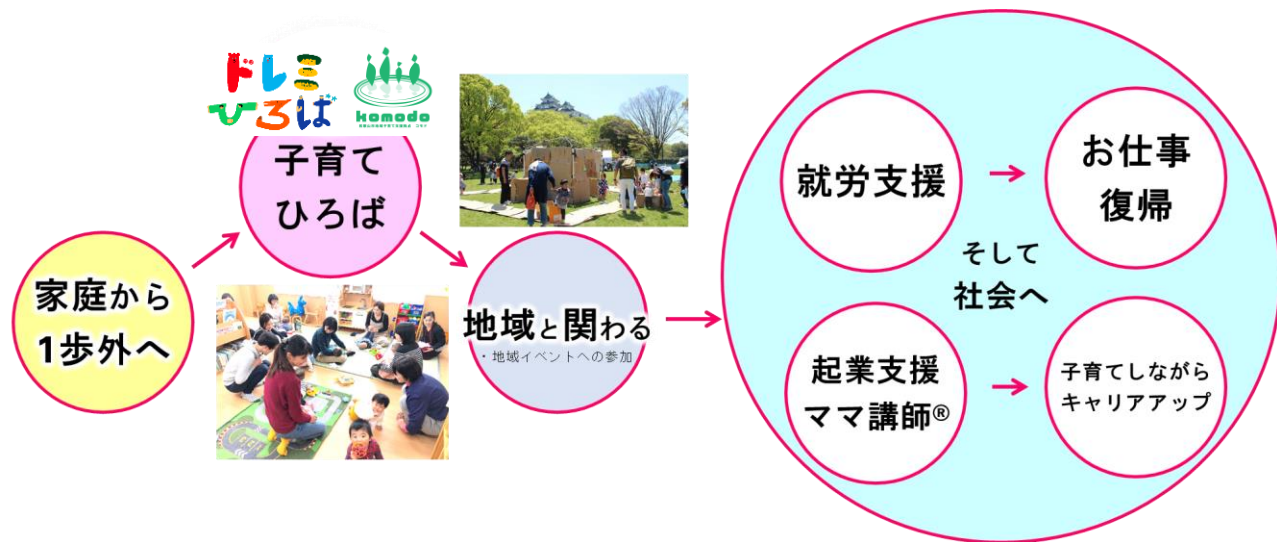 ドレミ
ひろば
komodo
子育て
ひろば
家庭から
1歩外へ
地域と関わる
・地域イベントへの参加
就労支援
お仕事
復帰
そして
社会へ
起業支援
ママ講師®
子育てしながら
キャリアアップ